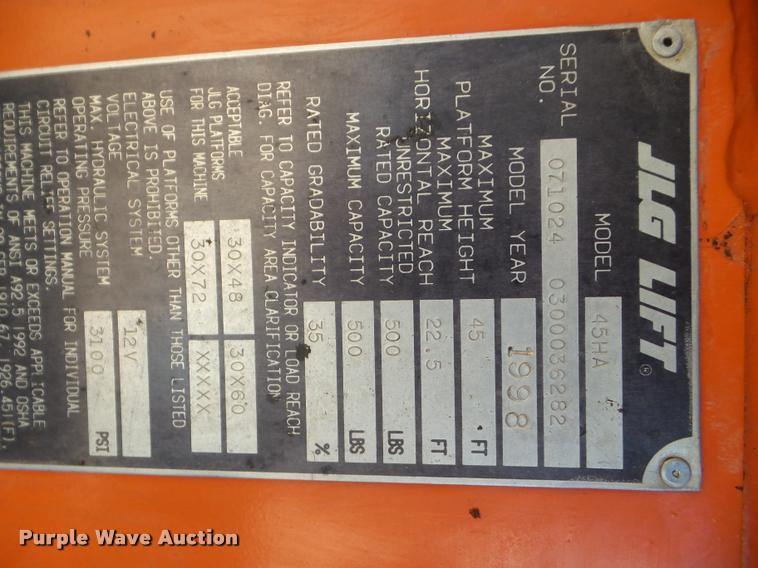 JLG LIFT
MODEL 45HA
SERIAL NO. 071024 0300036282
MODEL YEAR 1998
MAXIMUM PLATFORM HEIGHT 45 FT
MAXIMUM HORIZONTAL REACH 22.5 FT
UNRESTRICTED RATED CAPACITY 500 LBS
MAXIMUM CAPACITY 500 LBS
RATED GRADABILITY 35 %
REFER TO CAPACITY INDICATOR OR LOAD REACH
DIAG. FOR CAPACITY AREA CLARIFICATION
ACCEPTABLE 30X48 30X60
JLG PLATFORMS
FOR THIS MACHINE 30X72 XXXXX
USE OF PLATFORMS OTHER THAN THOSE LISTED
ABOVE IS PROHIBITED.
ELECTRICAL SYSTEM
VOLTAGE 12V
MAX. HYDRAULIC SYSTEM
OPERATING PRESSURE 3100 PSI
REFER TO OPERATION MANUAL FOR INDIVIDUAL
CIRCUIT RELIEF SETTINGS.
THIS MACHINE MEETS OR EXCEEDS APPLICABLE
REQUIREMENTS OF ANSI A92.5 1992 AND OSHA
1910.67, 1926.451(F),
Purple Wave Auction